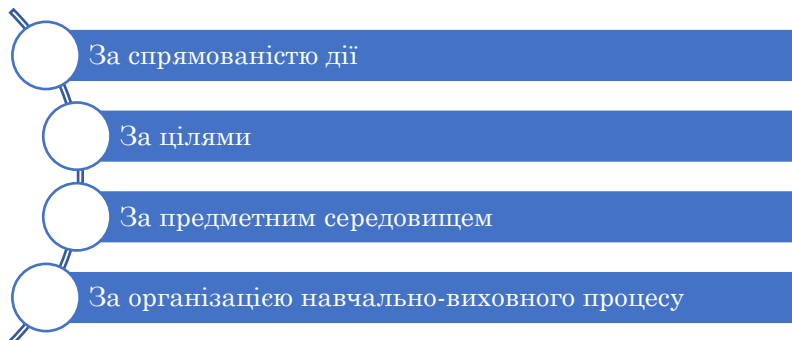 За спрямованістю дії
За цілями
За предметним середовищем
За організацією навчально-виховного процесу